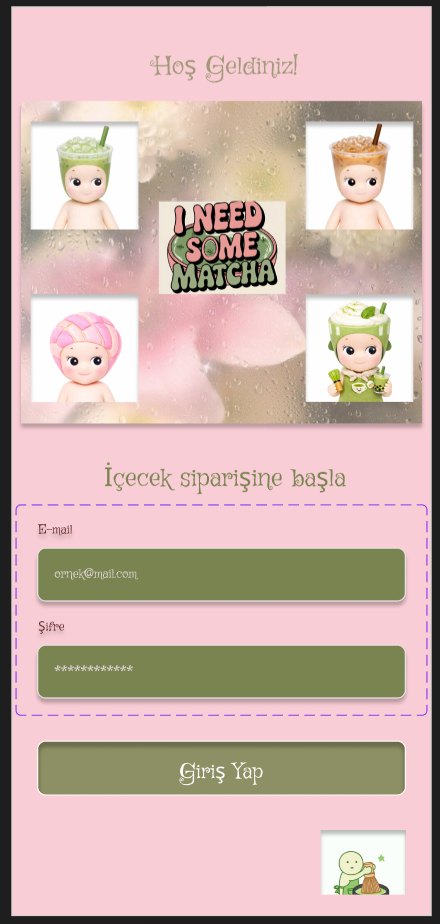 Hoş Geldiniz!
I NEED
SOME
MATCHA
İçecek siparişine başla
E-mail
ornek@mail.com
Şifre
************
Giriş Yap